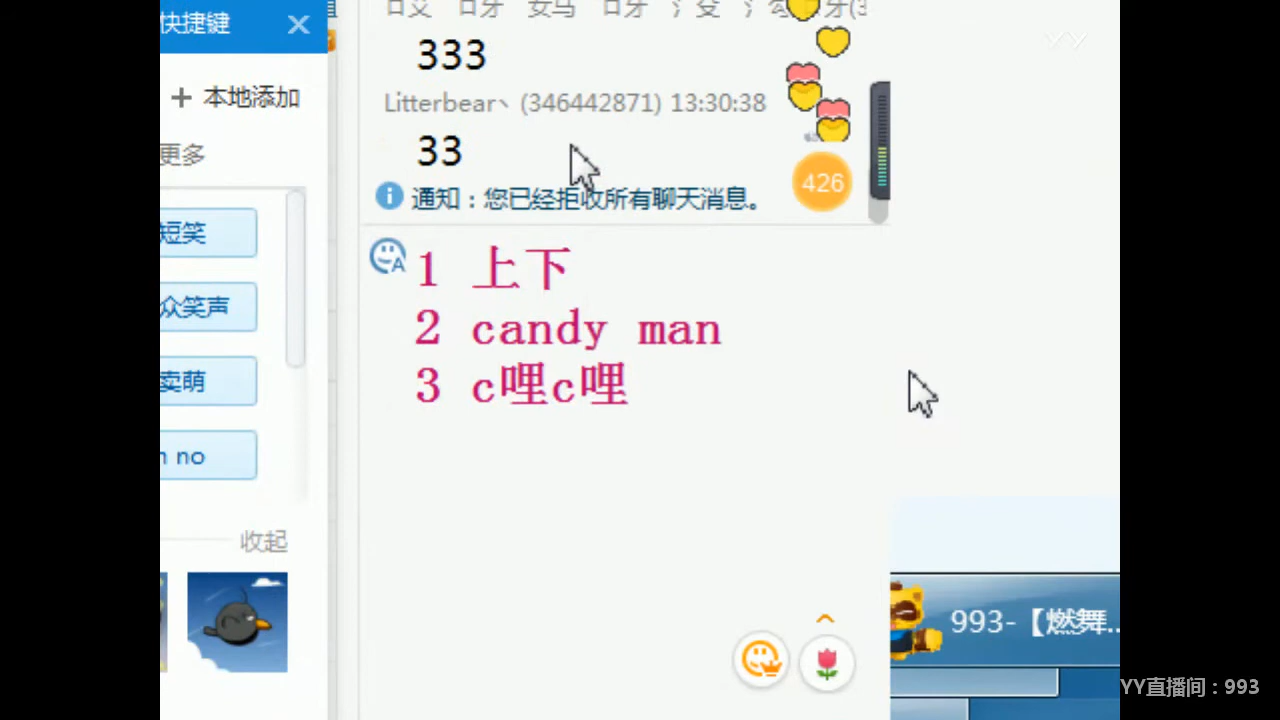 快捷键
本地添加
更多
短笑
众笑声
卖萌
no
收起
333
Litterbear丶 (346442871) 13:30:38
33
通知：您已经拒收所有聊天消息。
426
1 上下
2 candy man
3 c哩c哩
993-【燃舞..
YY直播间：993
YY